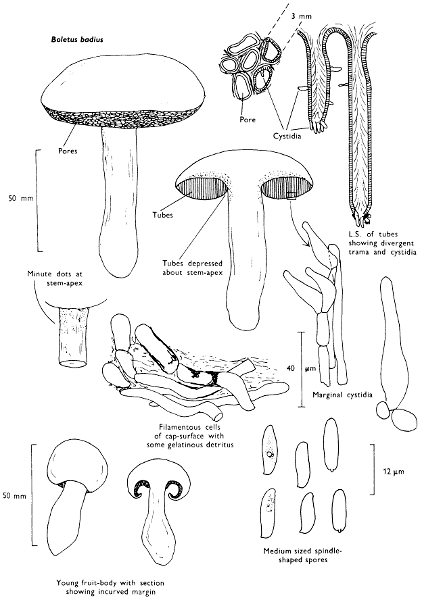 Boletus badius
3 mm
Pore
Cystidia
Pores
50 mm
Tubes
Tubes depressed
about stem-apex
L.S. of tubes
showing divergent
trama and cystidia
Minute dots at
stem-apex
40 μm
Marginal cystidia
Filamentous cells
of cap-surface with
some gelatinous detritus
50 mm
12 μm
Medium sized spindle-
shaped spores
Young fruit-body with section
showing incurved margin